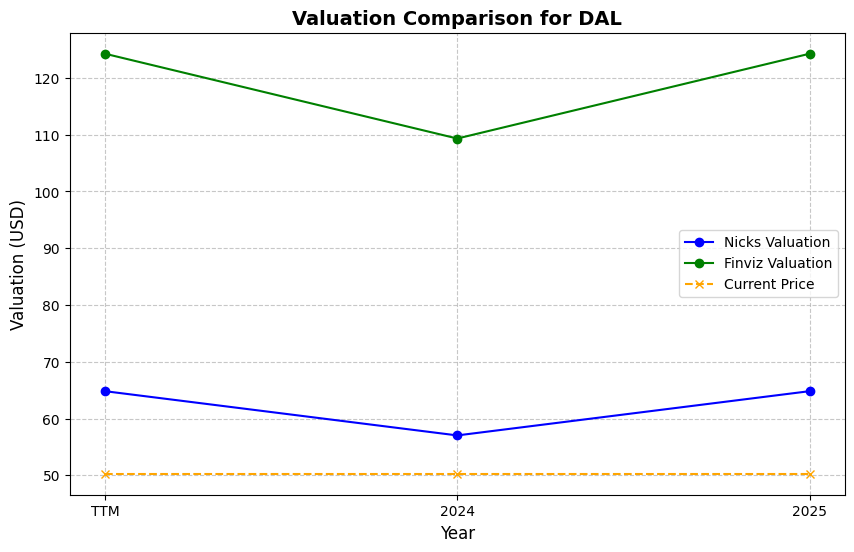 Valuation Comparison for DAL
Valuation (USD)
120
110
100
90
80
70
60
50
Nicks Valuation
Finviz Valuation
Current Price
TTM
2024
2025
Year